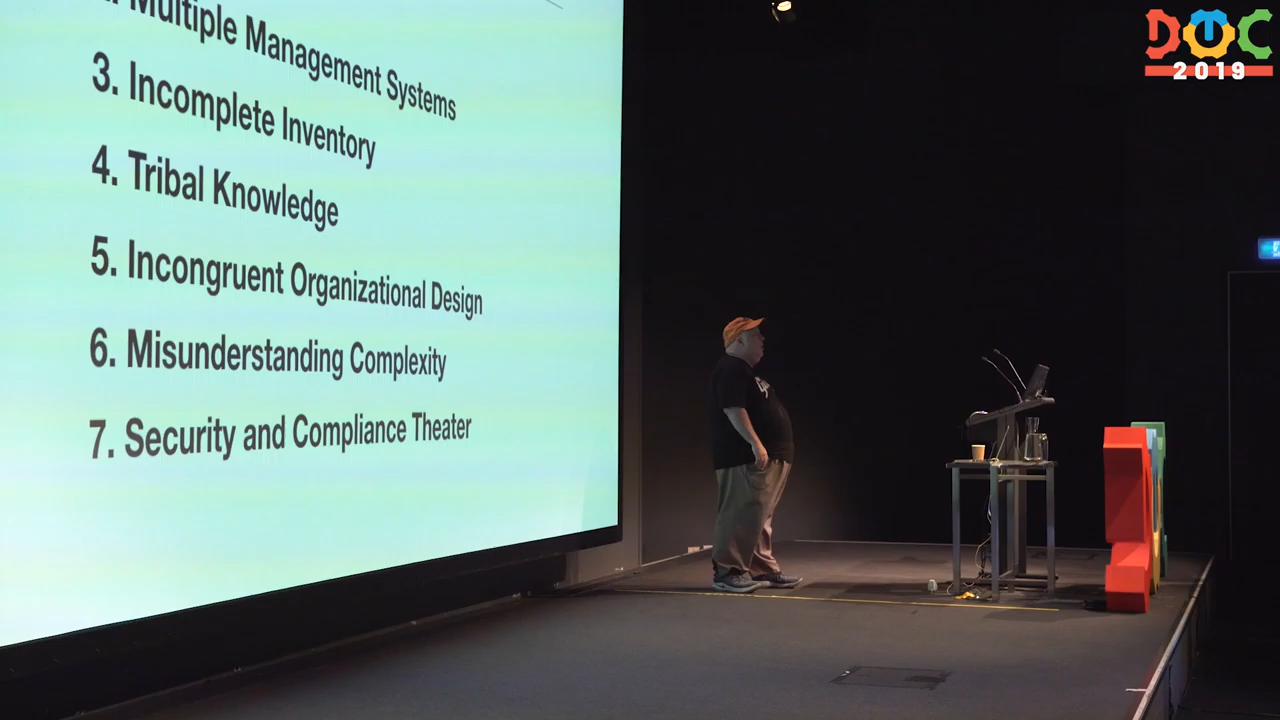 Multiple Management Systems
3. Incomplete Inventory
4. Tribal Knowledge
5. Incongruent Organizational Design
6. Misunderstanding Complexity
7. Security and Compliance Theater
DOC
2019